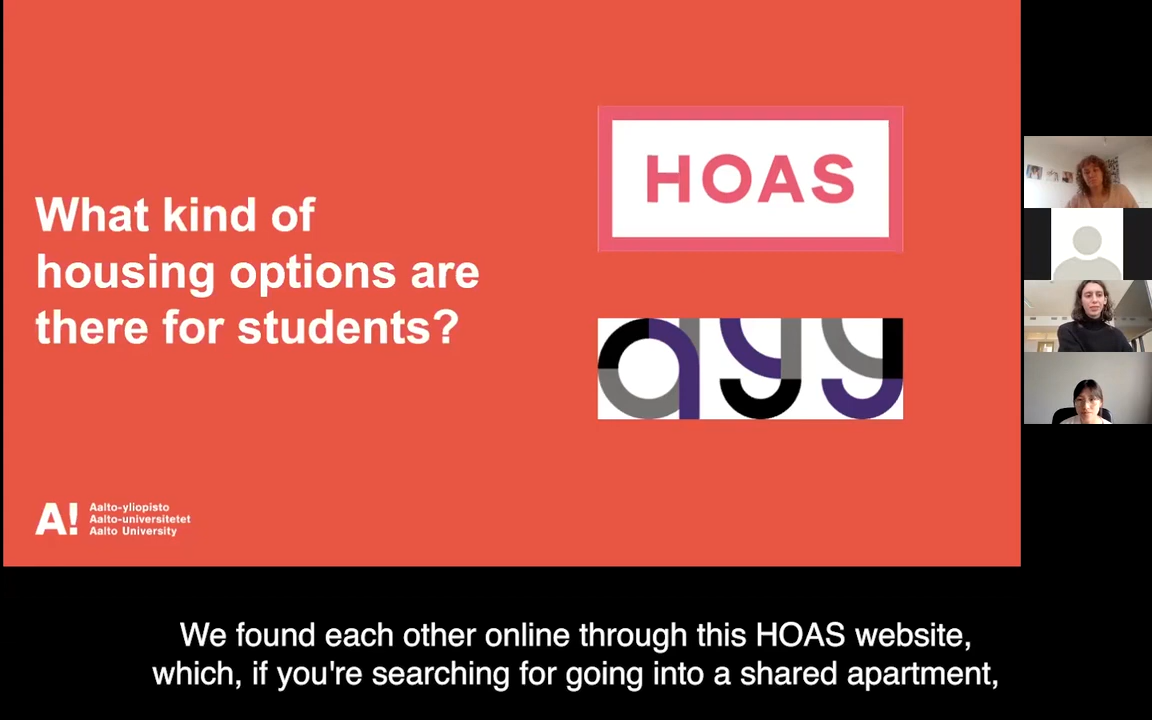 What kind of
housing options are
there for students?
HOAS
ayy
A!
Aalto-yliopisto
Aalto-universitetet
Aalto University
We found each other online through this HOAS website,
which, if you're searching for going into a shared apartment,